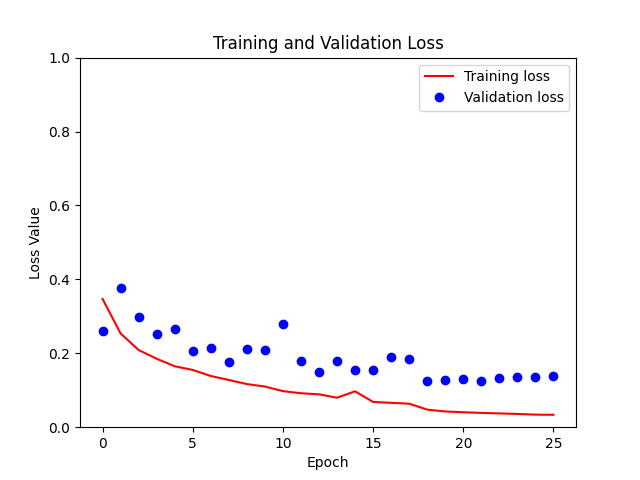 Training and Validation Loss
Training loss
Validation loss
Loss Value
1.0
0.8
0.6
0.4
0.2
0.0
0 5 10 15 20 25
Epoch